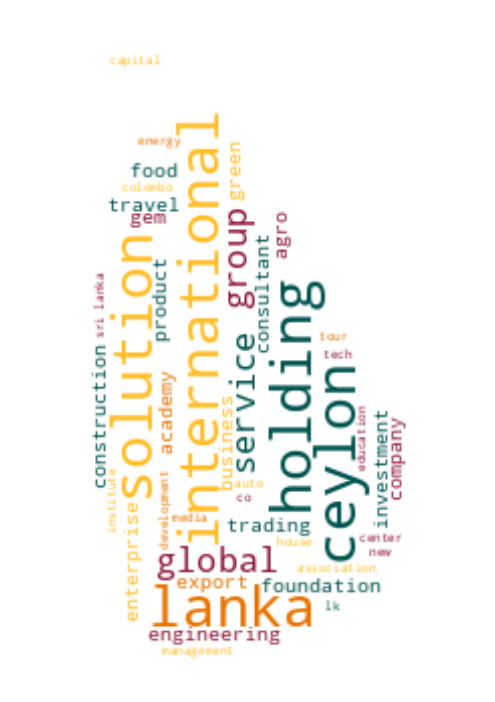 capital
energy
food
colombo
travel
gem
green
international
solution
group
agro
consultant
product
sri lanka
construction
holding
service
tour
tech
ceylon
academy
business
education
investment
company
institute
enterprise
development
auto
co
media
trading
house
center
new
global
export
association
foundation
lanka
lk
engineering
management